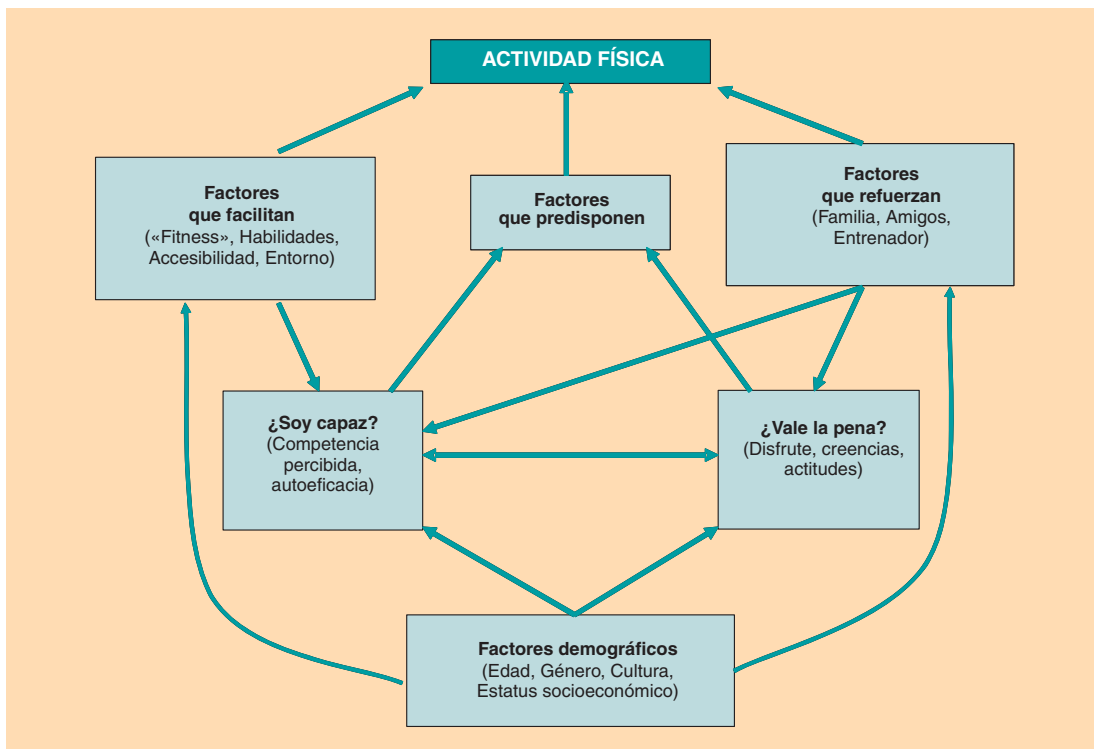 ACTIVIDAD FÍSICA
Factores
que facilitan
(«Fitness», Habilidades,
Accesibilidad, Entorno)
Factores
que predisponen
Factores
que refuerzan
(Familia, Amigos,
Entrenador)
¿Soy capaz?
(Competencia
percibida,
autoeficacia)
¿Vale la pena?
(Disfrute, creencias,
actitudes)
Factores demográficos
(Edad, Género, Cultura,
Estatus socioeconómico)